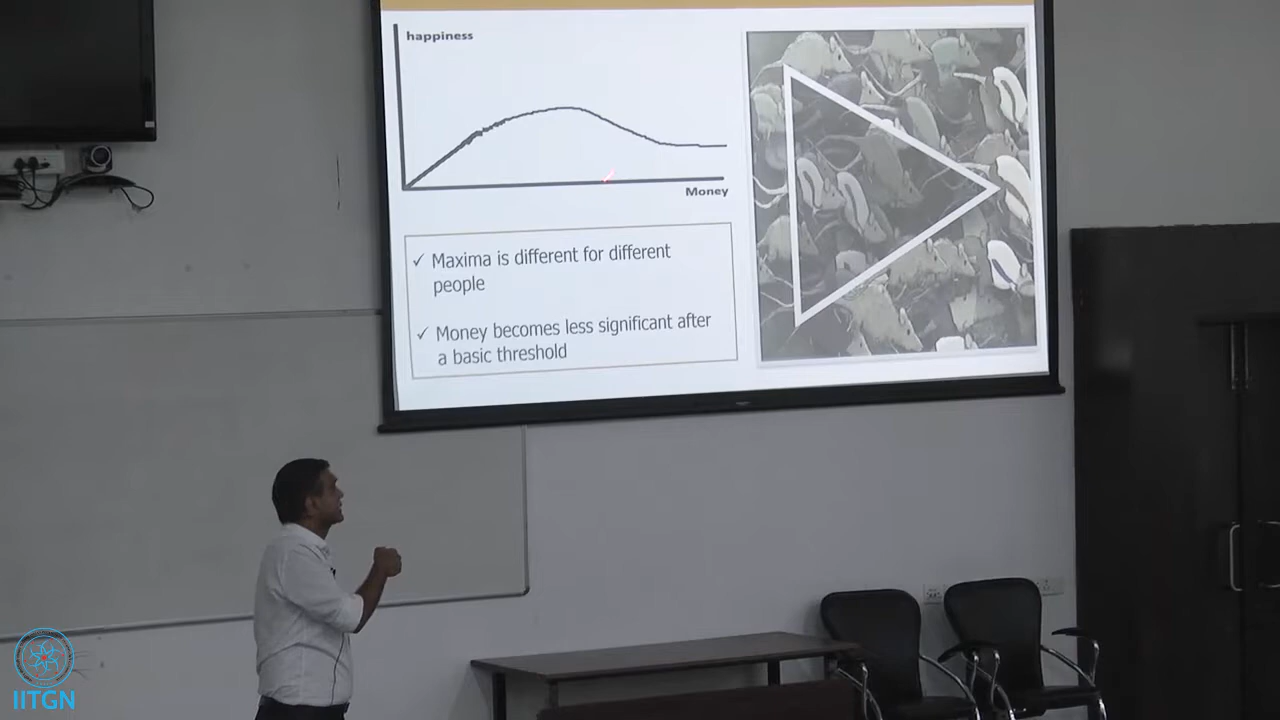 happiness
Money
✓ Maxima is different for different
people
✓ Money becomes less significant after
a basic threshold
IITGN